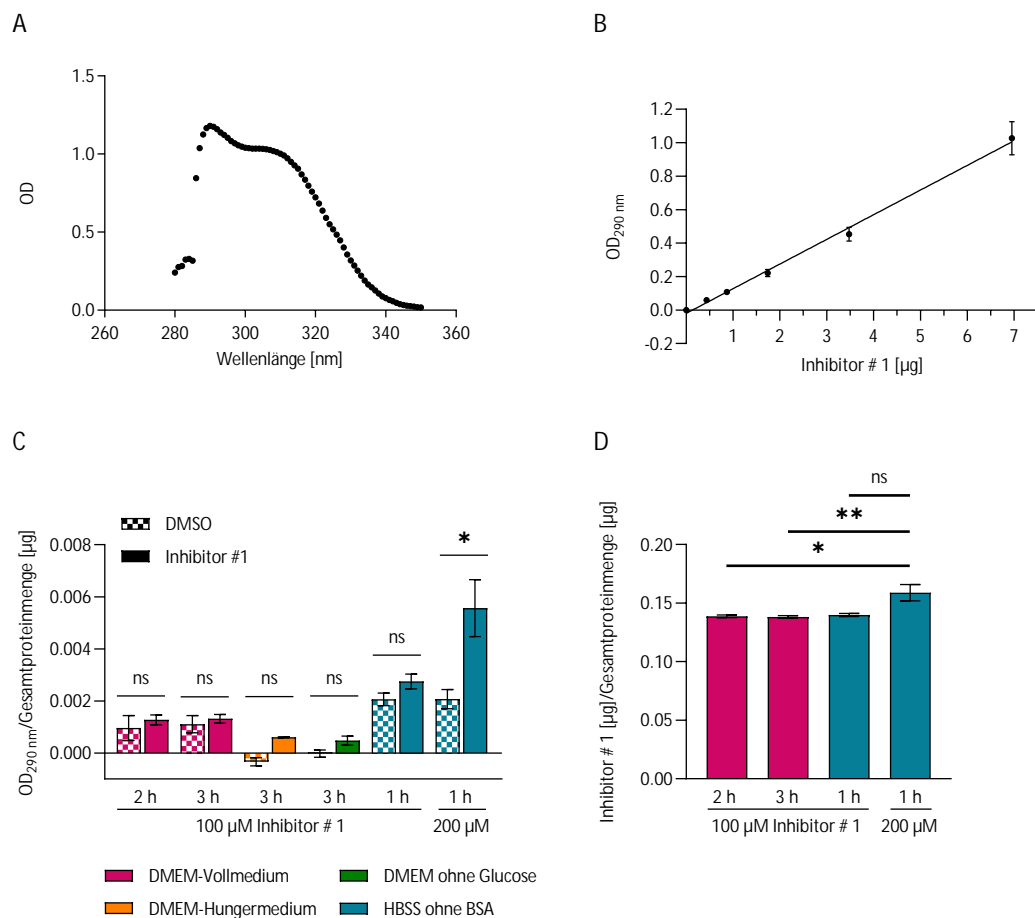 A
OD
1.5
1.0
0.5
0.0
260 280 300 320 340 360
Wellenlänge [nm]
B
OD290 nm
1.2
1.0
0.8
0.6
0.4
0.2
0.0
-0.2
1 2 3 4 5 6 7
Inhibitor # 1 [µg]
C
OD290 nm/Gesamtproteinmenge [µg]
DMSO
Inhibitor #1
0.008
0.006
0.004
0.002
0.000
ns ns ns ns ns *
2 h 3 h 3 h 3 h 1 h 1 h
100 µM Inhibitor # 1 200 µM
DMEM-Vollmedium
DMEM-Hungermedium
DMEM ohne Glucose
HBSS ohne BSA
D
Inhibitor # 1 [µg]/Gesamtproteinmenge [µg]
ns
**
*
0.20
0.15
0.10
0.05
0.00
2 h 3 h 1 h 1 h
100 µM Inhibitor # 1 200 µM